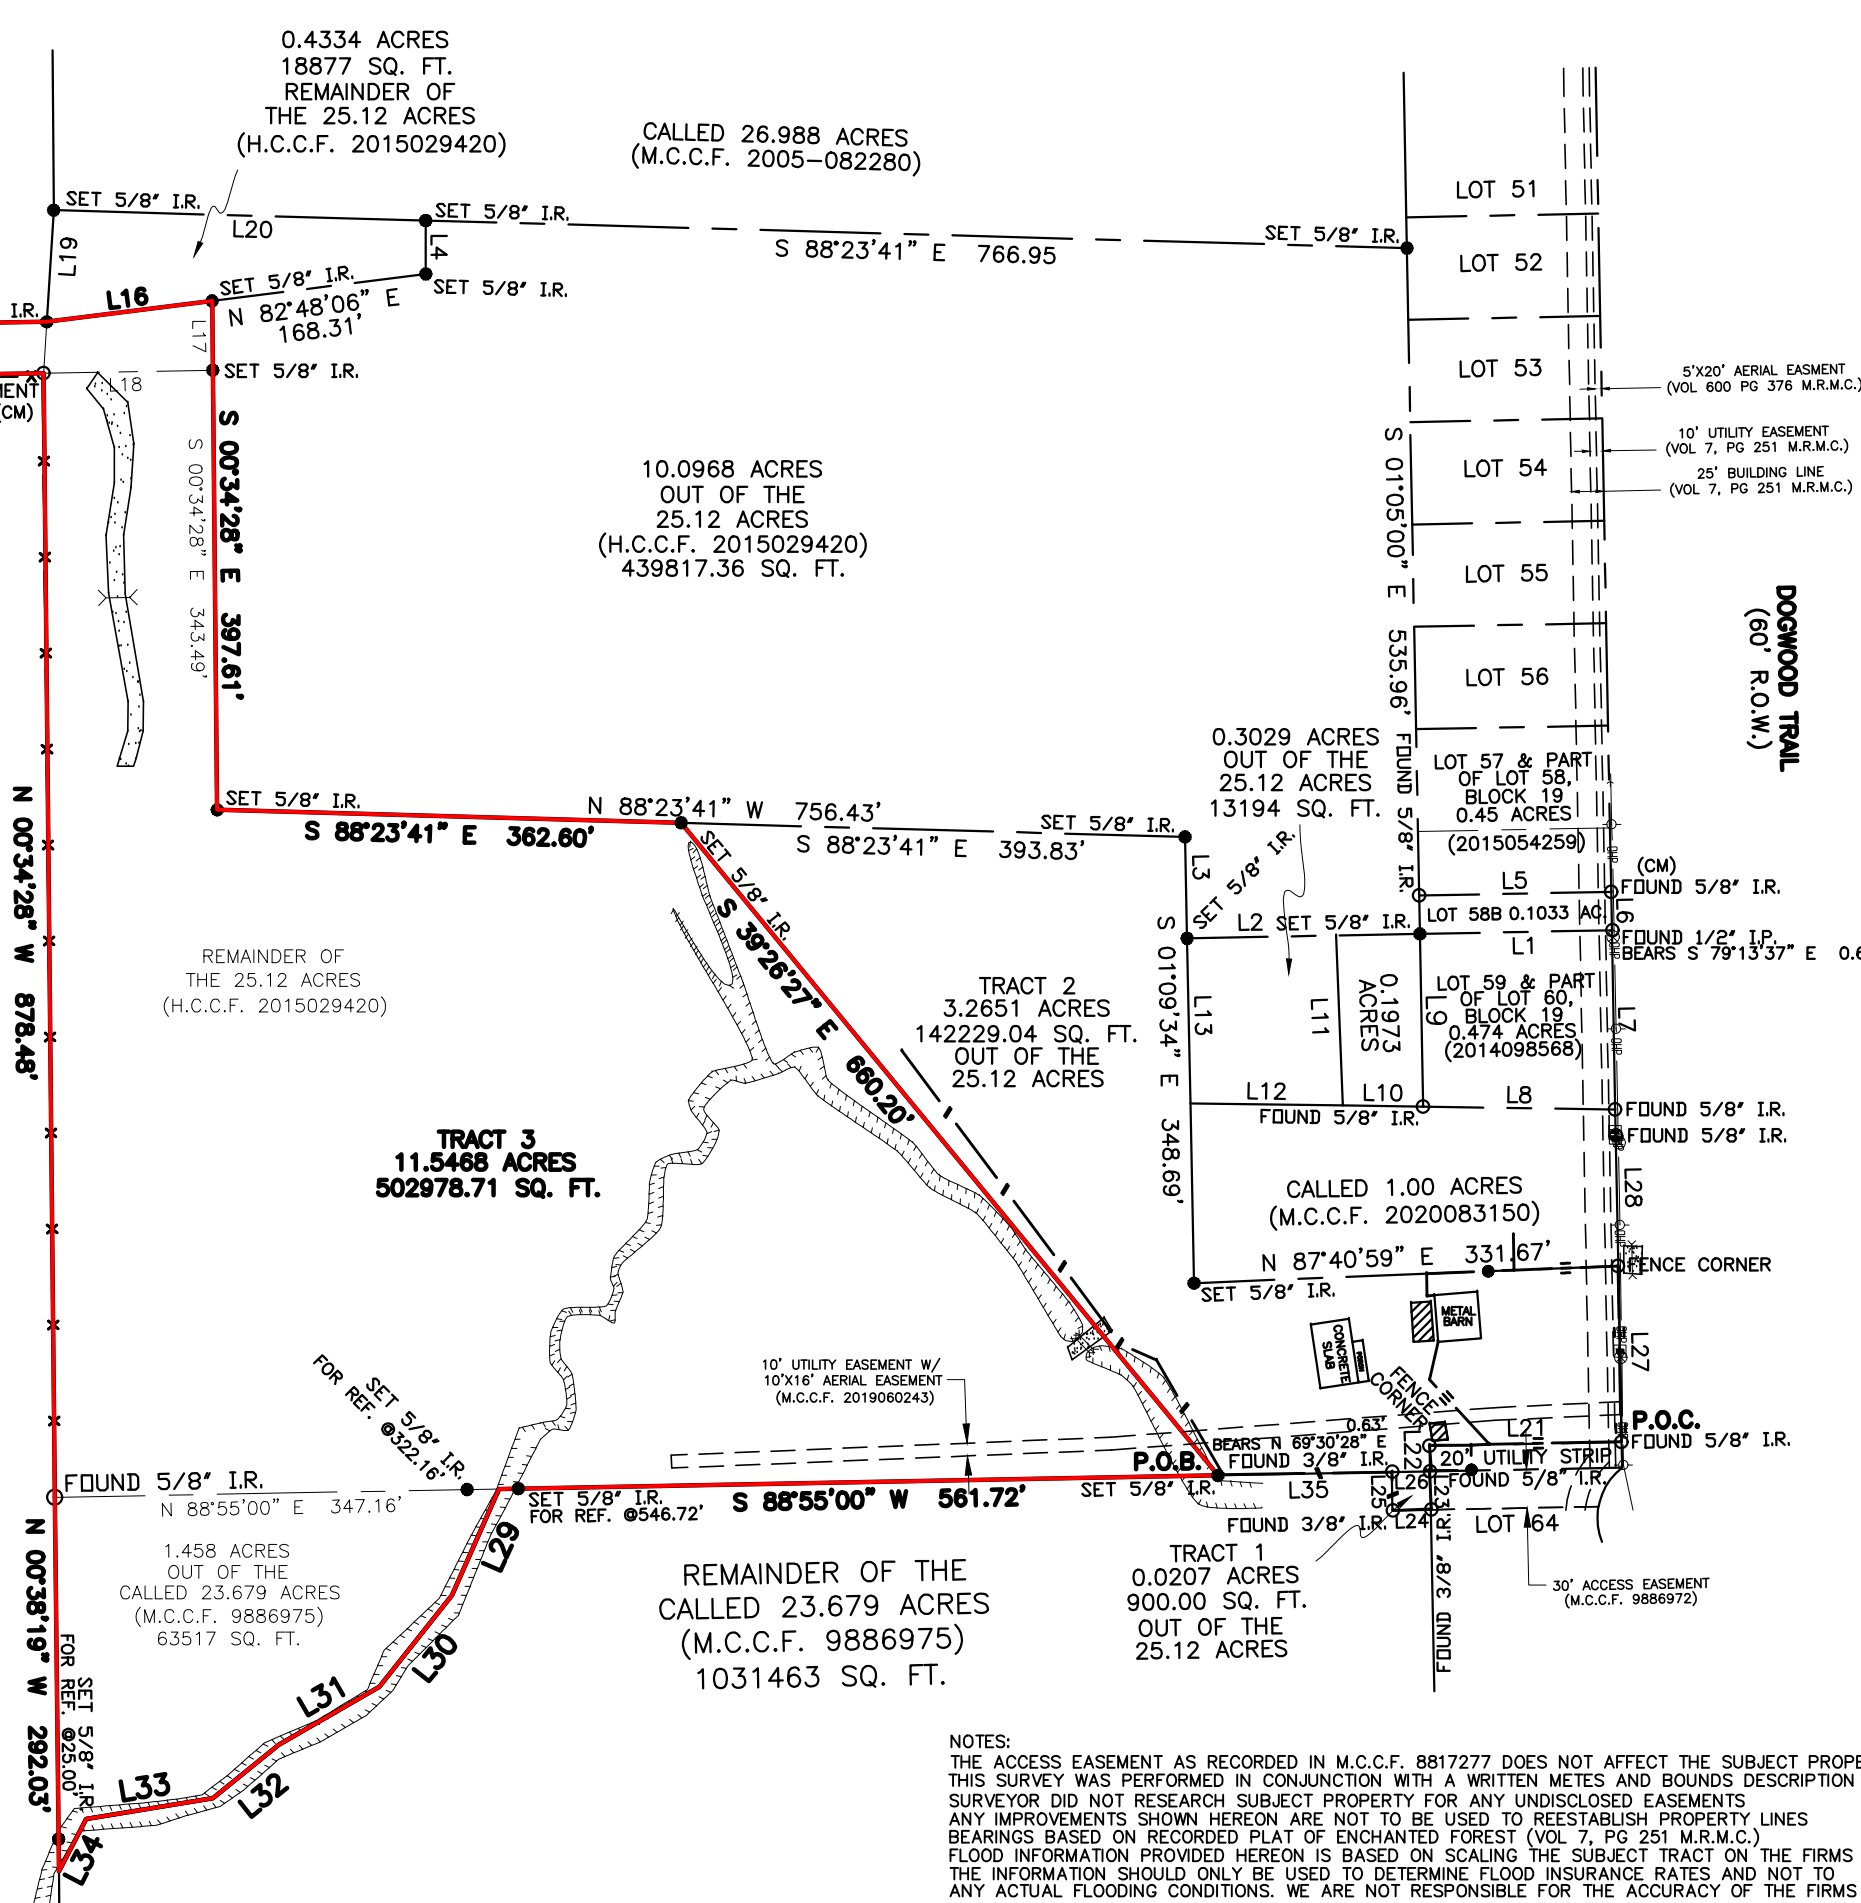 0.4334 ACRES
18877 SQ. FT.
REMAINDER OF
THE 25.12 ACRES
(H.C.C.F. 2015029420)
CALLED 26.988 ACRES
(M.C.C.F. 2005-082280)
SET 5/8" I.R.
L20
SET 5/8" I.R.
S 88°23'41" E 766.95
SET 5/8" I.R.
L19
L4
L16
I.R.
SET 5/8" I.R.
N 82°48'06" E
168.31'
SET 5/8" I.R.
L17
SET 5/8" I.R.
L18
MENT
(CM)
S 00°34'28" E 397.61'
S 00°34'28" E 343.49'
10.0968 ACRES
OUT OF THE
25.12 ACRES
(H.C.C.F. 2015029420)
439817.36 SQ. FT.
LOT 51
LOT 52
LOT 53
LOT 54
LOT 55
LOT 56
S 01°05'00" E 535.96' FOUND 5/8" I.R.
5'X20' AERIAL EASMENT
(VOL 600 PG 376 M.R.M.C.)
10' UTILITY EASEMENT
(VOL 7, PG 251 M.R.M.C.)
25' BUILDING LINE
(VOL 7, PG 251 M.R.M.C.)
DOGWOOD TRAIL
(60' R.O.W.)
0.3029 ACRES
OUT OF THE
25.12 ACRES
13194 SQ. FT.
LOT 57 & PART
OF LOT 58,
BLOCK 19
0.45 ACRES
(2015054259)
SET 5/8" I.R.
N 88°23'41" W 756.43'
S 88°23'41" E 362.60'
SET 5/8" I.R.
S 88°23'41" E 393.83'
SET 5/8" I.R.
L3
SET 5/8" I.R.
L2
SET 5/8" I.R.
L5
(CM)
FOUND 5/8" I.R.
L6
LOT 58B 0.1033 AC.
L1
FOUND 1/2" I.P.
BEARS S 79°13'37" E 0.6
N 00°34'28" W 878.48'
REMAINDER OF
THE 25.12 ACRES
(H.C.C.F. 2015029420)
S 39°26'27" E 660.20'
TRACT 2
3.2651 ACRES
142229.04 SQ. FT.
OUT OF THE
25.12 ACRES
S 01°09'34" E 348.69'
L13
L11
0.1973
ACRES
L9
LOT 59 & PART
OF LOT 60,
BLOCK 19
0.474 ACRES
(2014098568)
L7
L12
L10
L8
FOUND 5/8" I.R.
FOUND 5/8" I.R.
FOUND 5/8" I.R.
TRACT 3
11.5468 ACRES
502978.71 SQ. FT.
L28
CALLED 1.00 ACRES
(M.C.C.F. 2020083150)
N 87°40'59" E 331.67'
FENCE CORNER
SET 5/8" I.R.
METAL
BARN
CONCRETE
SLAB
FENCE
CORNER
L27
10' UTILITY EASEMENT W/
10'X16' AERIAL EASEMENT
(M.C.C.F. 2019060243)
SET 5/8" I.R.
FOR REF. @322.16'
0.63'
BEARS N 69°30'28" E
L22
L21
P.O.C.
FOUND 5/8" I.R.
P.O.B.
FOUND 3/8" I.R.
20' UTILITY STRIP
FOUND 5/8" I.R.
FOUND 5/8" I.R.
N 88°55'00" E 347.16'
SET 5/8" I.R.
FOR REF. @546.72'
S 88°55'00" W 561.72'
SET 5/8" I.R.
L35
L25
L26
L23
FOUND 3/8" I.R.
L24
LOT 64
FOUND 3/8" I.R.
N 00°38'19" W 292.03'
1.458 ACRES
OUT OF THE
CALLED 23.679 ACRES
(M.C.C.F. 9886975)
63517 SQ. FT.
L29
REMAINDER OF THE
CALLED 23.679 ACRES
(M.C.C.F. 9886975)
1031463 SQ. FT.
TRACT 1
0.0207 ACRES
900.00 SQ. FT.
OUT OF THE
25.12 ACRES
30' ACCESS EASEMENT
(M.C.C.F. 9886972)
SET 5/8" I.R.
FOR REF. @25.00'
L30
L31
L32
L33
L34
NOTES:
THE ACCESS EASEMENT AS RECORDED IN M.C.C.F. 8817277 DOES NOT AFFECT THE SUBJECT PROPE
THIS SURVEY WAS PERFORMED IN CONJUNCTION WITH A WRITTEN METES AND BOUNDS DESCRIPTION
SURVEYOR DID NOT RESEARCH SUBJECT PROPERTY FOR ANY UNDISCLOSED EASEMENTS
ANY IMPROVEMENTS SHOWN HEREON ARE NOT TO BE USED TO REESTABLISH PROPERTY LINES
BEARINGS BASED ON RECORDED PLAT OF ENCHANTED FOREST (VOL 7, PG 251 M.R.M.C.)
FLOOD INFORMATION PROVIDED HEREON IS BASED ON SCALING THE SUBJECT TRACT ON THE FIRMS
THE INFORMATION SHOULD ONLY BE USED TO DETERMINE FLOOD INSURANCE RATES AND NOT TO
ANY ACTUAL FLOODING CONDITIONS. WE ARE NOT RESPONSIBLE FOR THE ACCURACY OF THE FIRMS